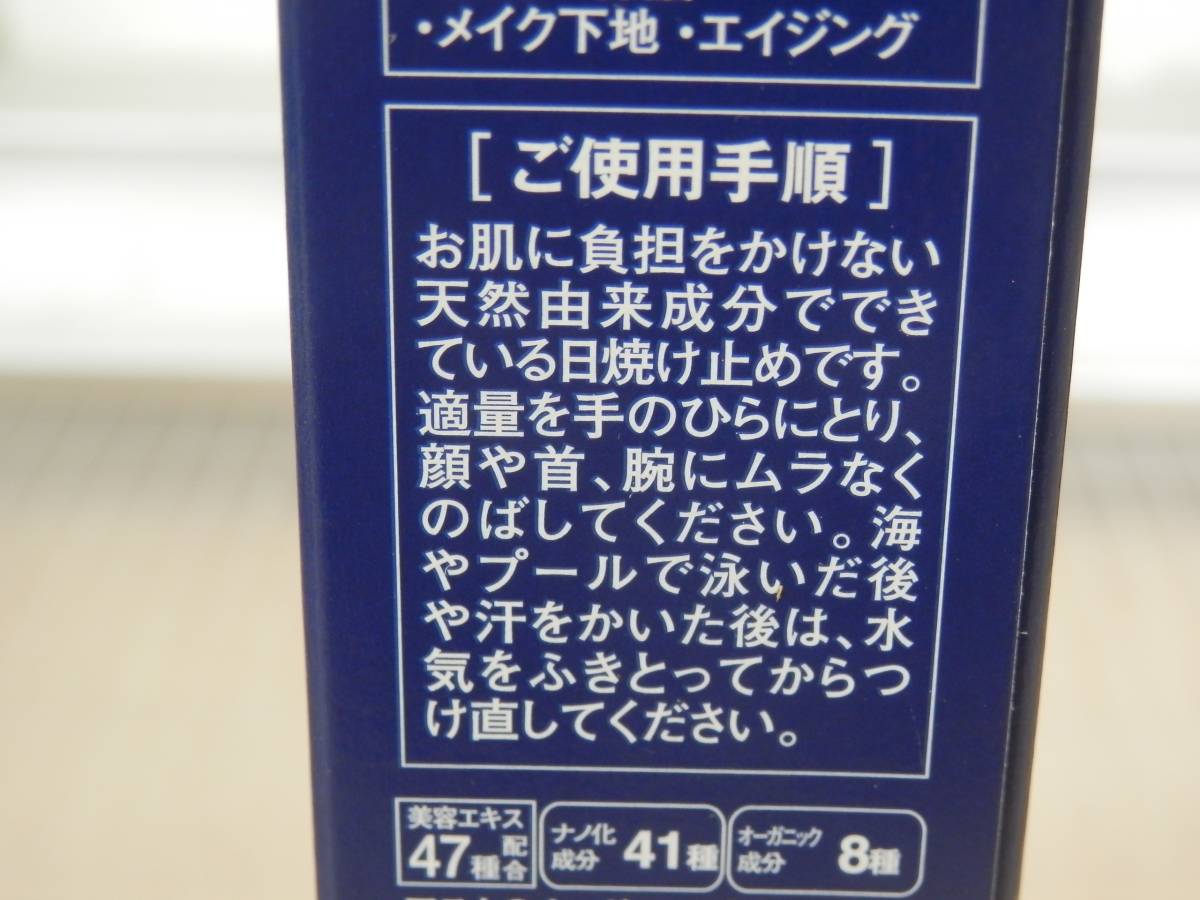 ・メイク下地 ・エイジング
[ ご使用手順 ]
お肌に負担をかけない
天然由来成分ででき
ている日焼け止めです。
適量を手のひらにとり、
顔や首、腕にムラなく
のばしてください。海
やプールで泳いだ後
や汗をかいた後は、水
気をふきとってからつ
け直してください。
美容エキス
47種配合
ナノ化
成分 41種
オーガニック
成分 8種